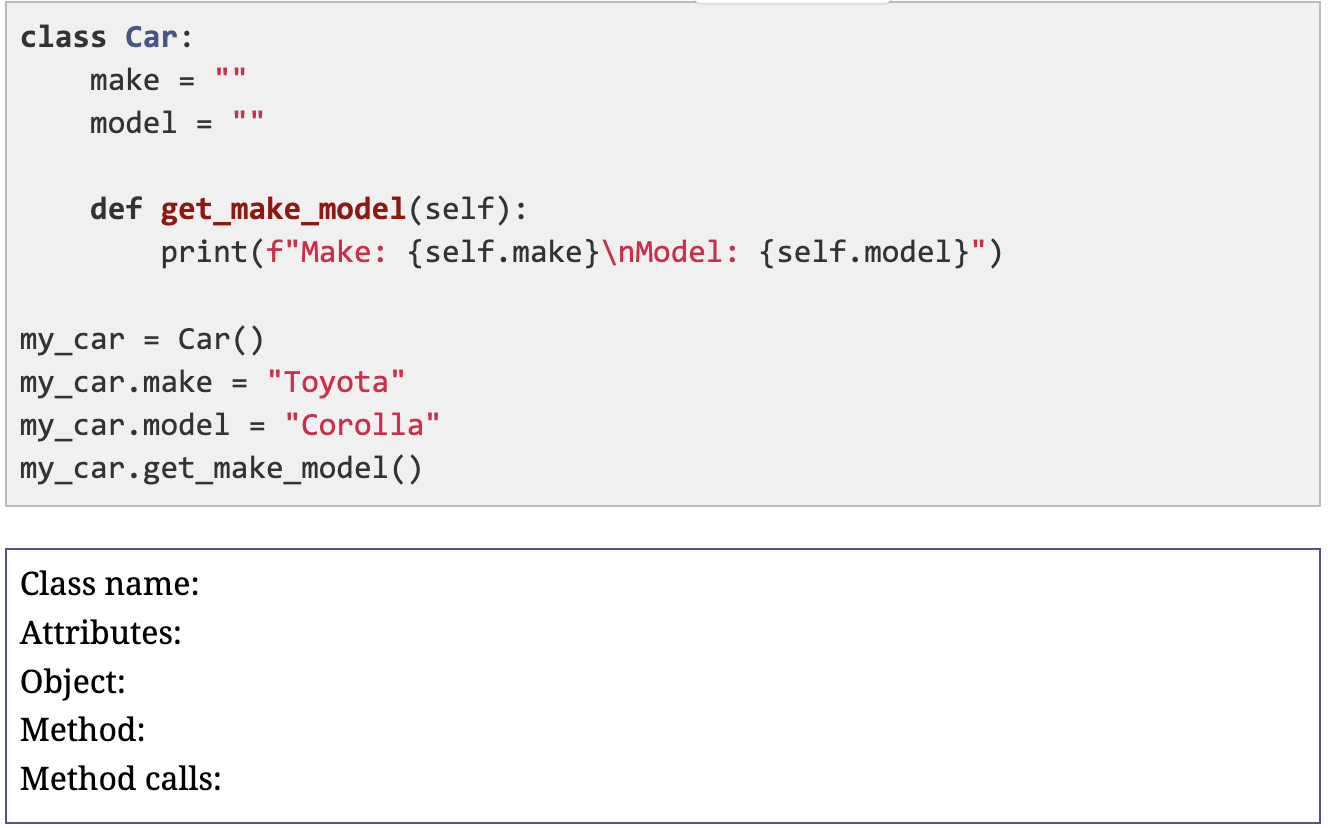 class Car:
    make = ""
    model = ""

    def get_make_model(self):
        print(f"Make: {self.make}\nModel: {self.model}")

my_car = Car()
my_car.make = "Toyota"
my_car.model = "Corolla"
my_car.get_make_model()

Class name:
Attributes:
Object:
Method:
Method calls: